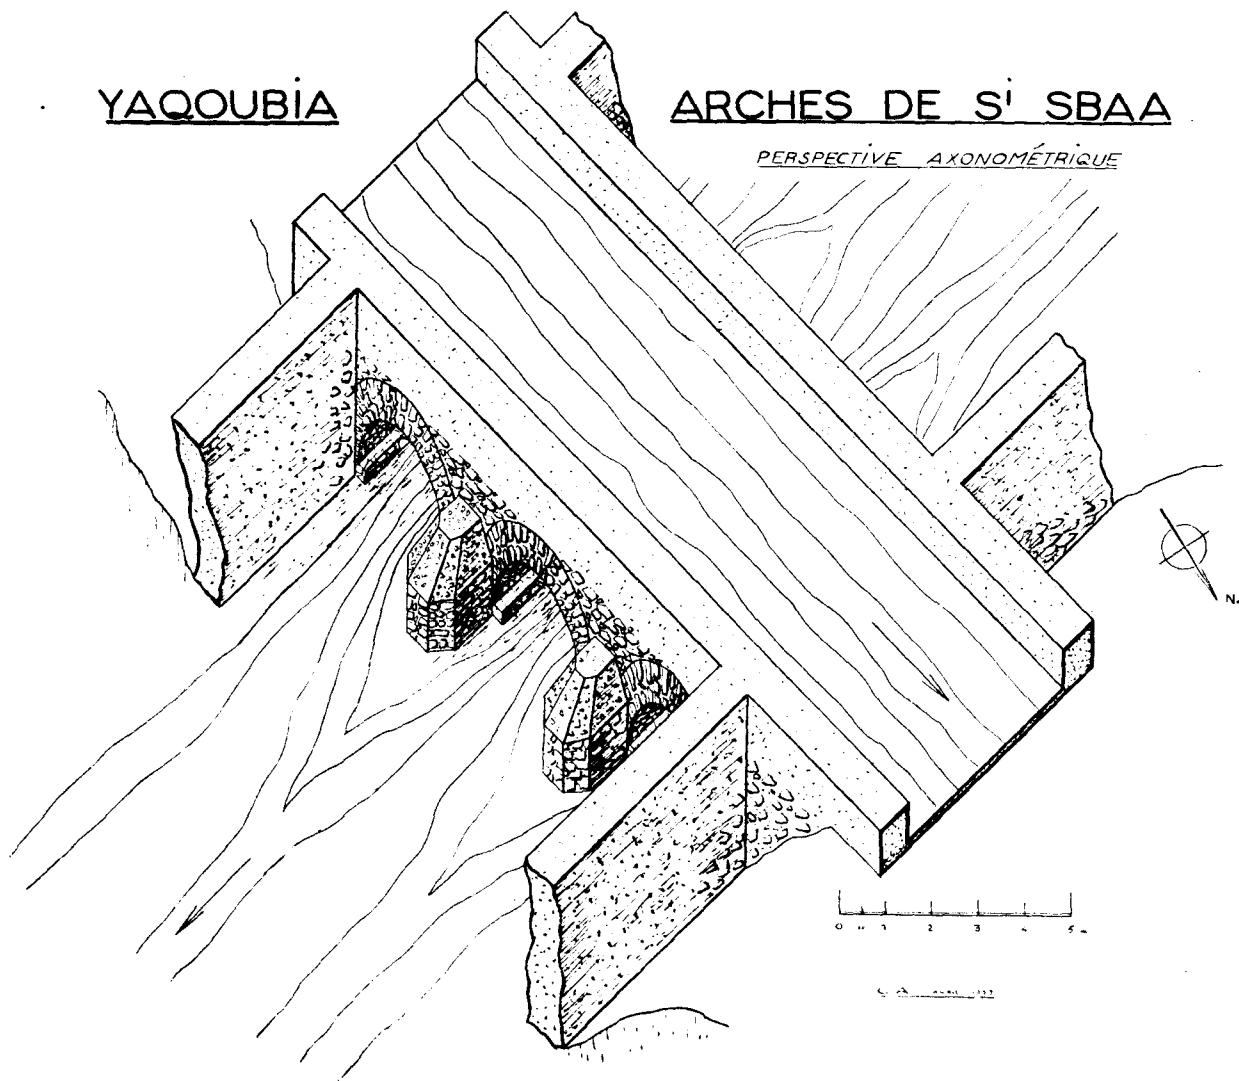 YAQOUBIA
ARCHES DE Si SBAA
PERSPECTIVE AXONOMÉTRIQUE
N.
0 1 2 3 4 5